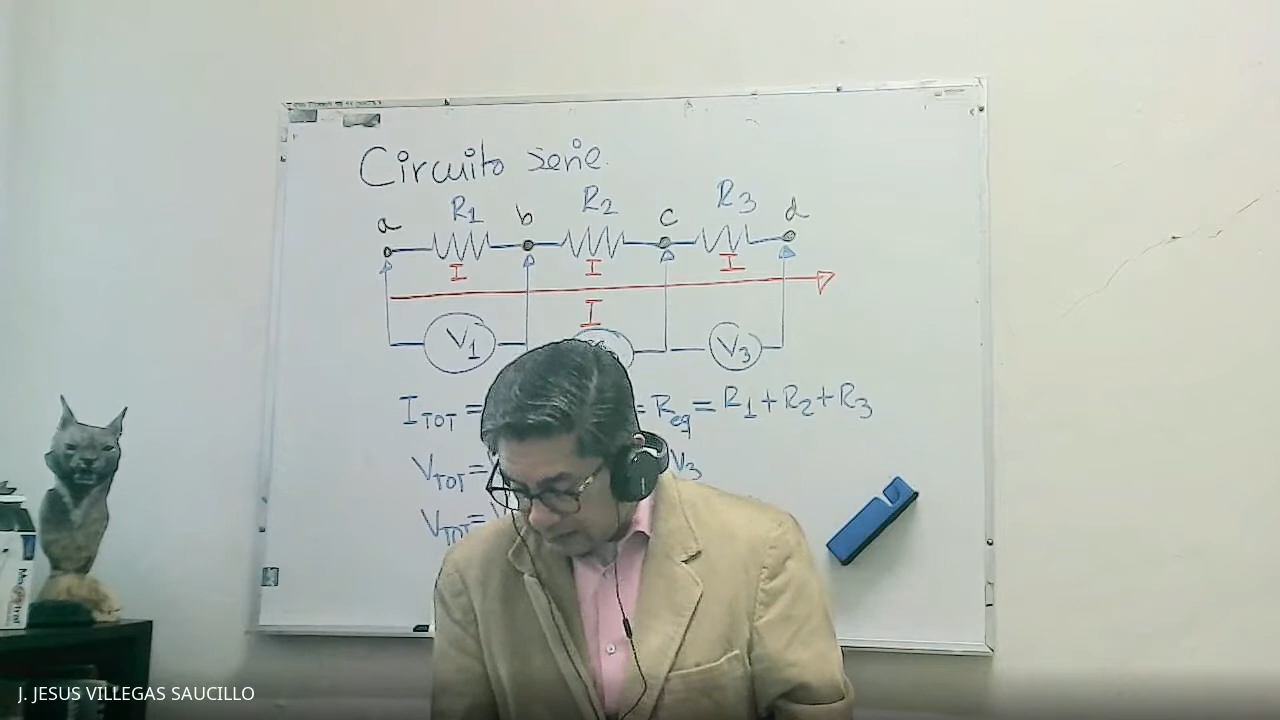 Circuito serie.
a R1 b R2 c R3 d
I I I
I
V1 V3
ITOT = = Req = R1 + R2 + R3
VTOT = V3
VTOT =
J. JESUS VILLEGAS SAUCILLO